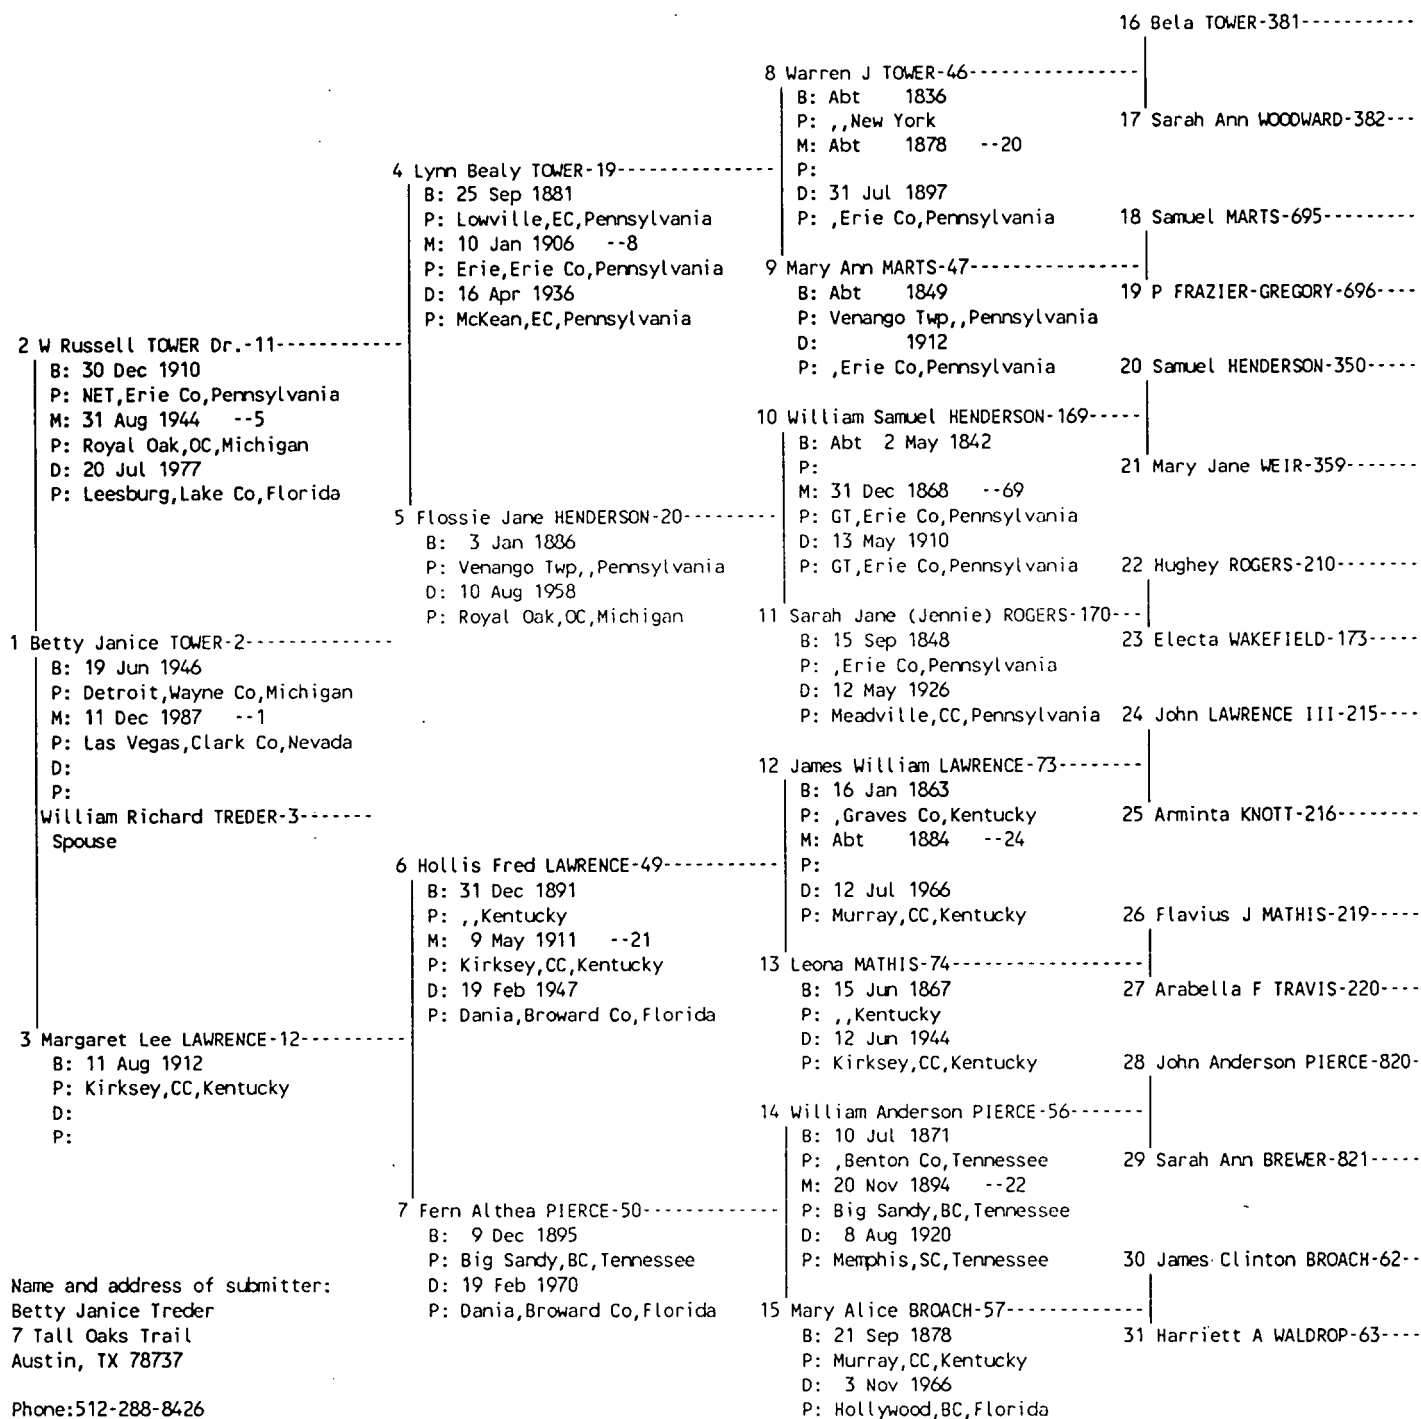 16 Bela TOWER-381-----------
8 Warren J TOWER-46----------------
B: Abt 1836
P: ,,New York
M: Abt 1878 --20
P:
D: 31 Jul 1897
P: ,Erie Co,Pennsylvania
17 Sarah Ann WOODWARD-382---
4 Lynn Bealy TOWER-19---------------
B: 25 Sep 1881
P: Lowville,EC,Pennsylvania
M: 10 Jan 1906 --8
P: Erie,Erie Co,Pennsylvania
D: 16 Apr 1936
P: McKean,EC,Pennsylvania
18 Samuel MARTS-695---------
9 Mary Ann MARTS-47----------------
B: Abt 1849
P: Venango Twp,,Pennsylvania
D: 1912
P: ,Erie Co,Pennsylvania
19 P FRAZIER-GREGORY-696----
2 W Russell TOWER Dr.-11------------
B: 30 Dec 1910
P: NET,Erie Co,Pennsylvania
M: 31 Aug 1944 --5
P: Royal Oak,OC,Michigan
D: 20 Jul 1977
P: Leesburg,Lake Co,Florida
20 Samuel HENDERSON-350-----
10 William Samuel HENDERSON-169-----
B: Abt 2 May 1842
P:
M: 31 Dec 1868 --69
P: GT,Erie Co,Pennsylvania
D: 13 May 1910
P: GT,Erie Co,Pennsylvania
21 Mary Jane WEIR-359-------
5 Flossie Jane HENDERSON-20---------
B: 3 Jan 1886
P: Venango Twp,,Pennsylvania
D: 10 Aug 1958
P: Royal Oak,OC,Michigan
22 Hughey ROGERS-210--------
11 Sarah Jane (Jennie) ROGERS-170---
B: 15 Sep 1848
P: ,Erie Co,Pennsylvania
D: 12 May 1926
P: Meadville,CC,Pennsylvania
23 Electa WAKEFIELD-173-----
1 Betty Janice TOWER-2--------------
B: 19 Jun 1946
P: Detroit,Wayne Co,Michigan
M: 11 Dec 1987 --1
P: Las Vegas,Clark Co,Nevada
D:
P:
William Richard TREDER-3-------
Spouse
24 John LAWRENCE III-215----
12 James William LAWRENCE-73--------
B: 16 Jan 1863
P: ,Graves Co,Kentucky
M: Abt 1884 --24
P:
D: 12 Jul 1966
P: Murray,CC,Kentucky
25 Arminta KNOTT-216--------
6 Hollis Fred LAWRENCE-49-----------
B: 31 Dec 1891
P: ,,Kentucky
M: 9 May 1911 --21
P: Kirksey,CC,Kentucky
D: 19 Feb 1947
P: Dania,Broward Co,Florida
26 Flavius J MATHIS-219-----
13 Leona MATHIS-74------------------
B: 15 Jun 1867
P: ,,Kentucky
D: 12 Jun 1944
P: Kirksey,CC,Kentucky
27 Arabella F TRAVIS-220----
3 Margaret Lee LAWRENCE-12----------
B: 11 Aug 1912
P: Kirksey,CC,Kentucky
D:
P:
28 John Anderson PIERCE-820-
14 William Anderson PIERCE-56-------
B: 10 Jul 1871
P: ,Benton Co,Tennessee
M: 20 Nov 1894 --22
P: Big Sandy,BC,Tennessee
D: 8 Aug 1920
P: Memphis,SC,Tennessee
29 Sarah Ann BREWER-821-----
7 Fern Althea PIERCE-50-------------
B: 9 Dec 1895
P: Big Sandy,BC,Tennessee
D: 19 Feb 1970
P: Dania,Broward Co,Florida
30 James Clinton BROACH-62--
15 Mary Alice BROACH-57-------------
B: 21 Sep 1878
P: Murray,CC,Kentucky
D: 3 Nov 1966
P: Hollywood,BC,Florida
31 Harriett A WALDROP-63----
Name and address of submitter:
Betty Janice Treder
7 Tall Oaks Trail
Austin, TX 78737
Phone:512-288-8426